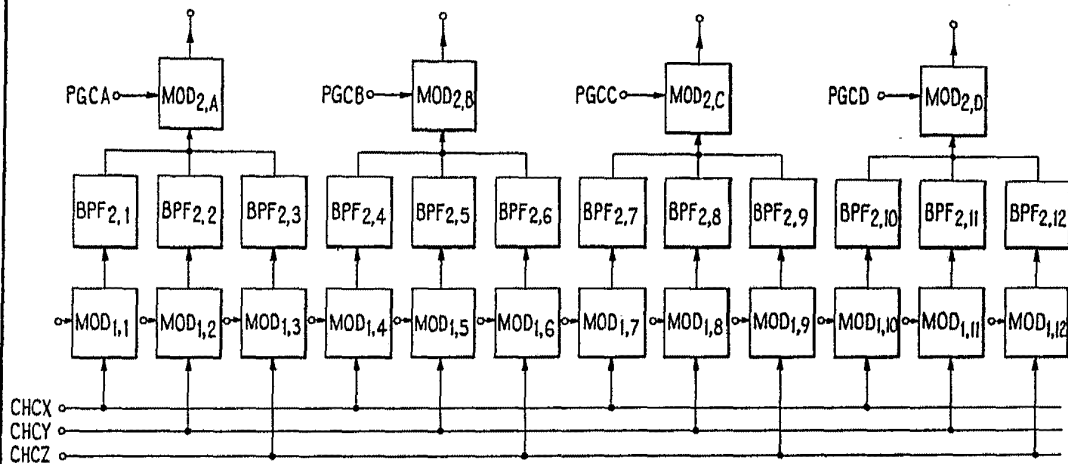 PGCA MOD2,A PGCB MOD2,B PGCC MOD2,C PGCD MOD2,D
BPF2,1 BPF2,2 BPF2,3 BPF2,4 BPF2,5 BPF2,6 BPF2,7 BPF2,8 BPF2,9 BPF2,10 BPF2,11 BPF2,12
MOD1,1 MOD1,2 MOD1,3 MOD1,4 MOD1,5 MOD1,6 MOD1,7 MOD1,8 MOD1,9 MOD1,10 MOD1,11 MOD1,12
CHCX
CHCY
CHCZ